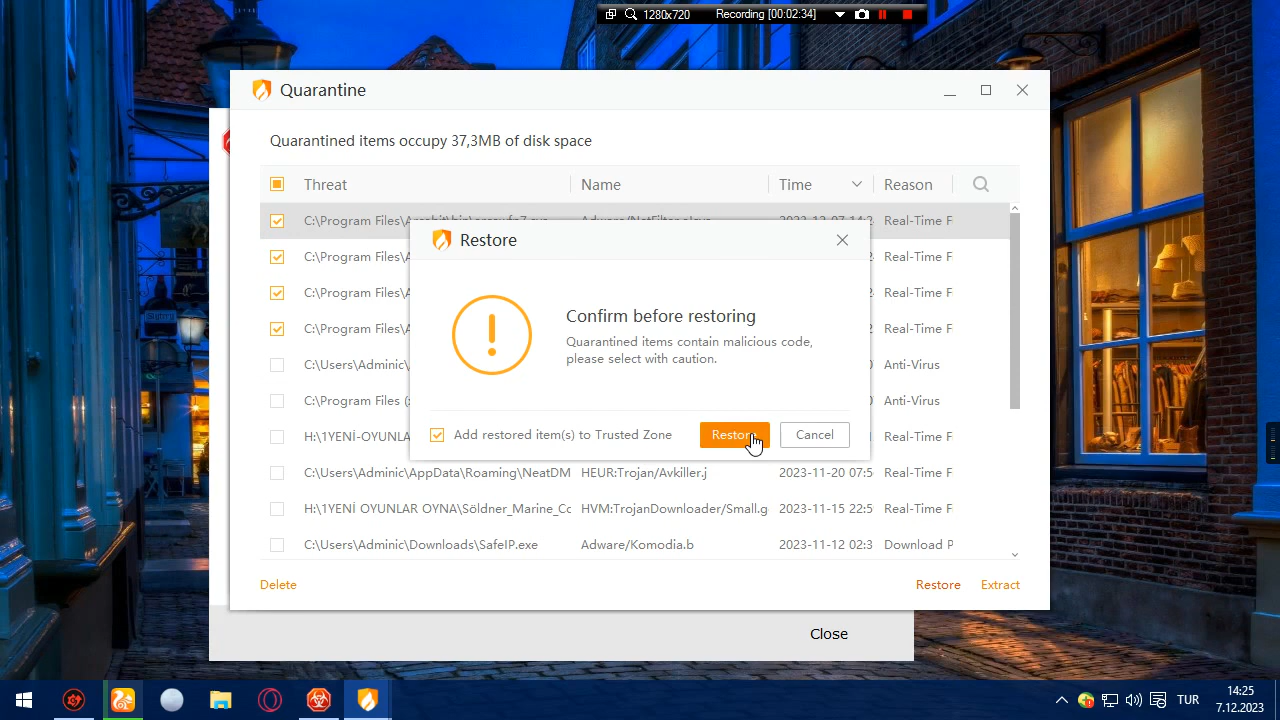 1280x720 Recording [00:02:34]
Quarantine
Quarantined items occupy 37,3MB of disk space
Threat Name Time Reason
2023-12-07 14:2 Real-Time F
C:\Program Files\A Real-Time F
C:\Program Files\A Real-Time F
C:\Program Files\A Real-Time F
C:\Users\Adminic\ Anti-Virus
C:\Program Files ( Anti-Virus
H:\1YENİ-OYUNLA Real-Time F
C:\Users\Adminic\AppData\Roaming\NeatDM HEUR:Trojan/Avkiller.j 2023-11-20 07:5 Real-Time F
H:\1YENİ OYUNLAR OYNA\Söldner_Marine_Cc HVM:TrojanDownloader/Small.g 2023-11-15 22:5 Real-Time F
C:\Users\Adminic\Downloads\SafeIP.exe Adware/Komodia.b 2023-11-12 02:3 Download P
Restore
Confirm before restoring
Quarantined items contain malicious code,
please select with caution.
Add restored item(s) to Trusted Zone Restore Cancel
Delete Restore Extract
Close
TUR
14:25
7.12.2023